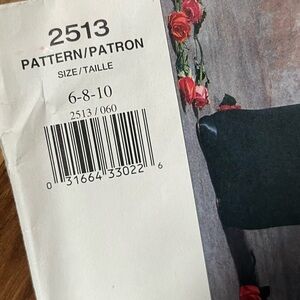 2513
PATTERN/PATRON
SIZE/TAILLE
6-8-10
2513/060
0 31664 33022 6